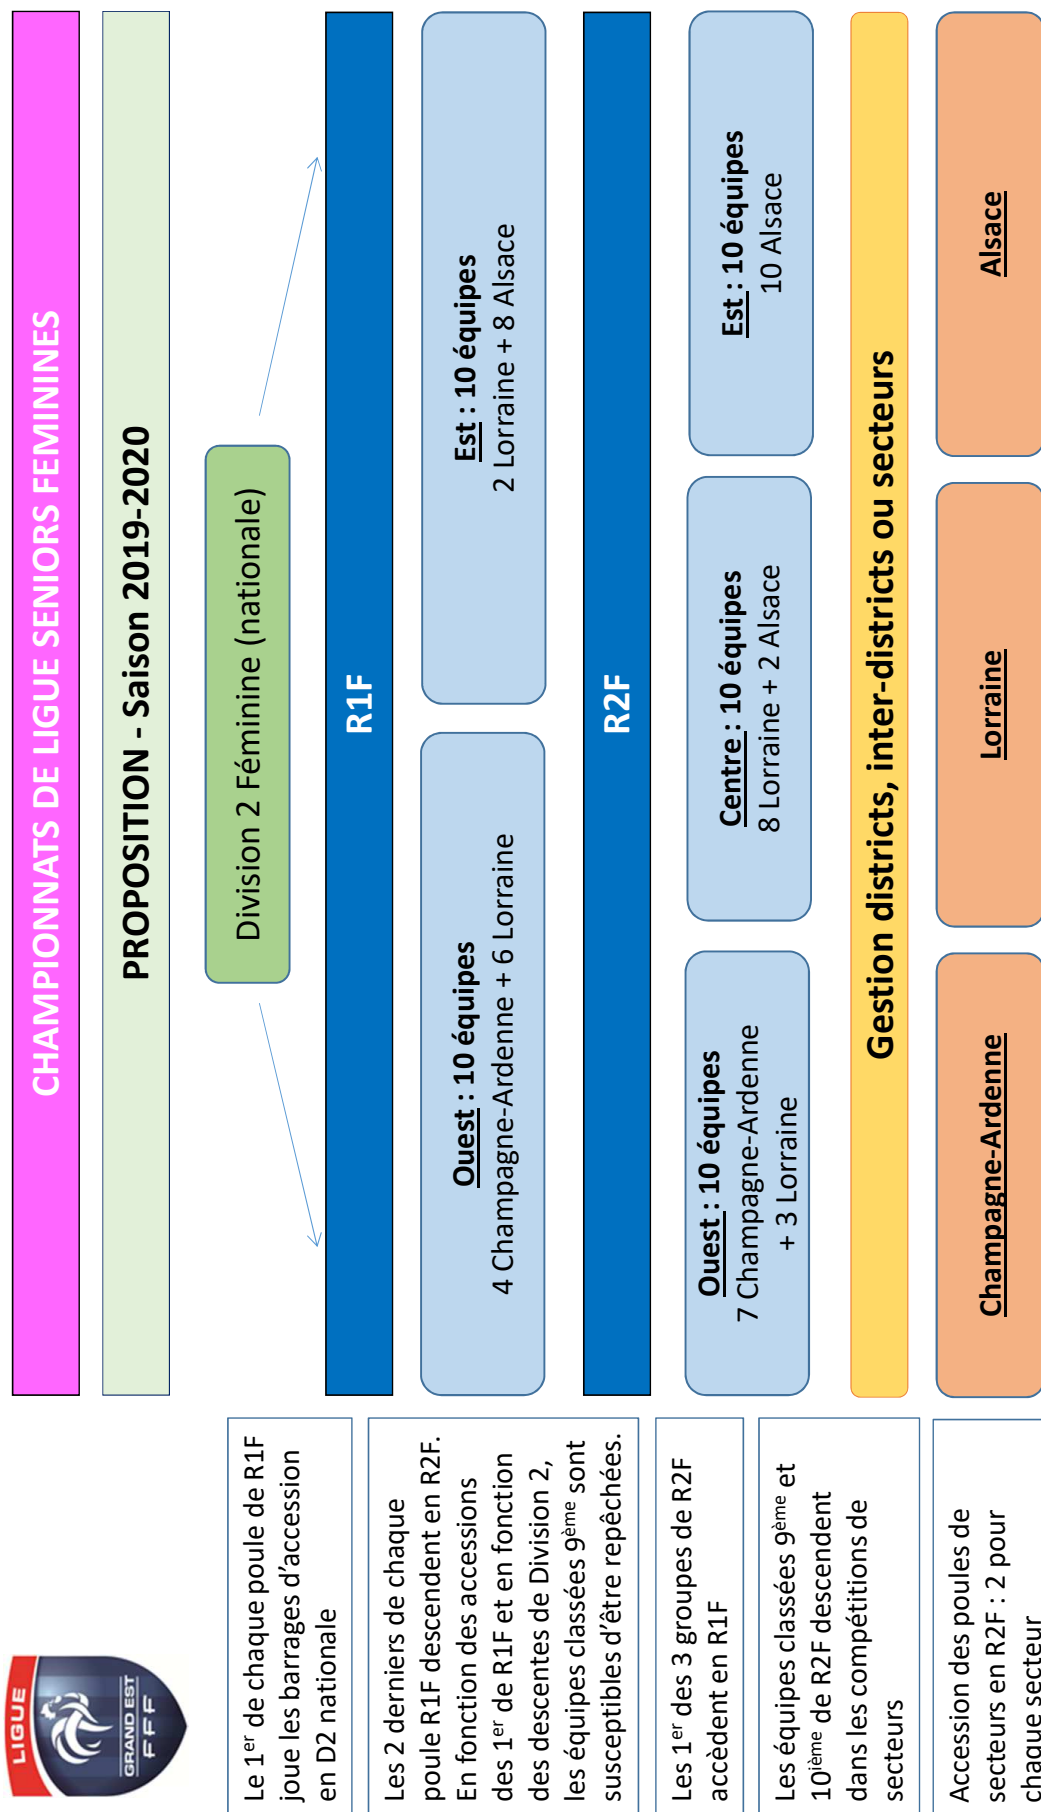 LIGUE
GRAND EST
FFF
CHAMPIONNATS DE LIGUE SENIORS FEMININES
PROPOSITION - Saison 2019-2020
Division 2 Féminine (nationale)
Le 1er de chaque poule de R1F
joue les barrages d'accession
en D2 nationale
R1F
Les 2 derniers de chaque
poule R1F descendent en R2F.
En fonction des accessions
des 1er de R1F et en fonction
des descentes de Division 2,
les équipes classées 9ème sont
susceptibles d'être repêchées.
Ouest : 10 équipes
4 Champagne-Ardenne + 6 Lorraine
Est : 10 équipes
2 Lorraine + 8 Alsace
R2F
Les 1er des 3 groupes de R2F
accèdent en R1F
Ouest : 10 équipes
7 Champagne-Ardenne
+ 3 Lorraine
Centre : 10 équipes
8 Lorraine + 2 Alsace
Est : 10 équipes
10 Alsace
Les équipes classées 9ème et
10ième de R2F descendent
dans les compétitions de
secteurs
Gestion districts, inter-districts ou secteurs
Accession des poules de
secteurs en R2F : 2 pour
chaque secteur
Champagne-Ardenne
Lorraine
Alsace